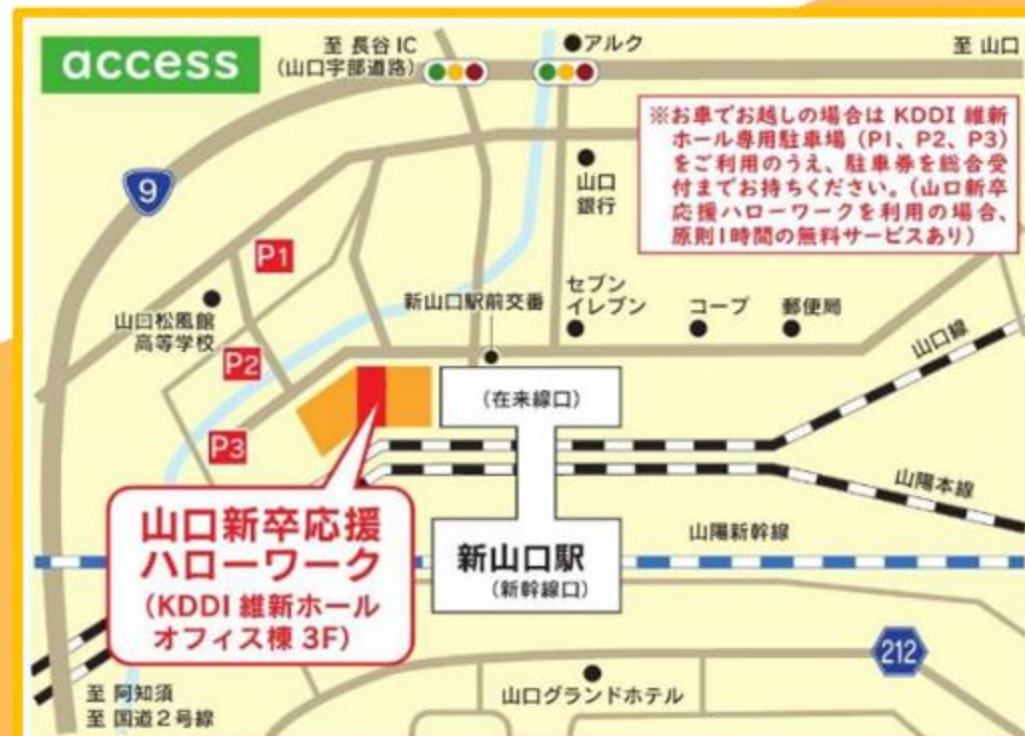 access
至 長谷 IC
(山口宇部道路)
アルク
至 山口
※お車でお越しの場合は KDDI 維新
ホール専用駐車場（P1、P2、P3）
をご利用のうえ、駐車券を総合受
付までお持ちください。（山口新卒
応援ハローワークを利用の場合、
原則1時間の無料サービスあり）
9
山口
銀行
P1
山口松風館
高等学校
新山口駅前交番
セブン
イレブン
コープ
郵便局
山口線
P2
(在来線口)
P3
山陽本線
山口新卒応援
ハローワーク
(KDDI 維新ホール
オフィス棟 3F)
新山口駅
(新幹線口)
山陽新幹線
212
山口グランドホテル
至 阿知須
至 国道2号線